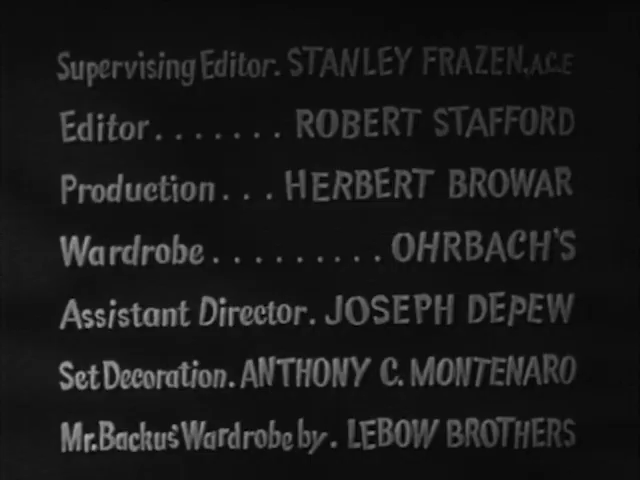 Supervising Editor. STANLEY FRAZEN, A.C.E
Editor....... ROBERT STAFFORD
Production... HERBERT BROWAR
Wardrobe......... OHRBACH'S
Assistant Director. JOSEPH DEPEW
Set Decoration. ANTHONY C. MONTENARO
Mr. Backus' Wardrobe by. LEBOW BROTHERS